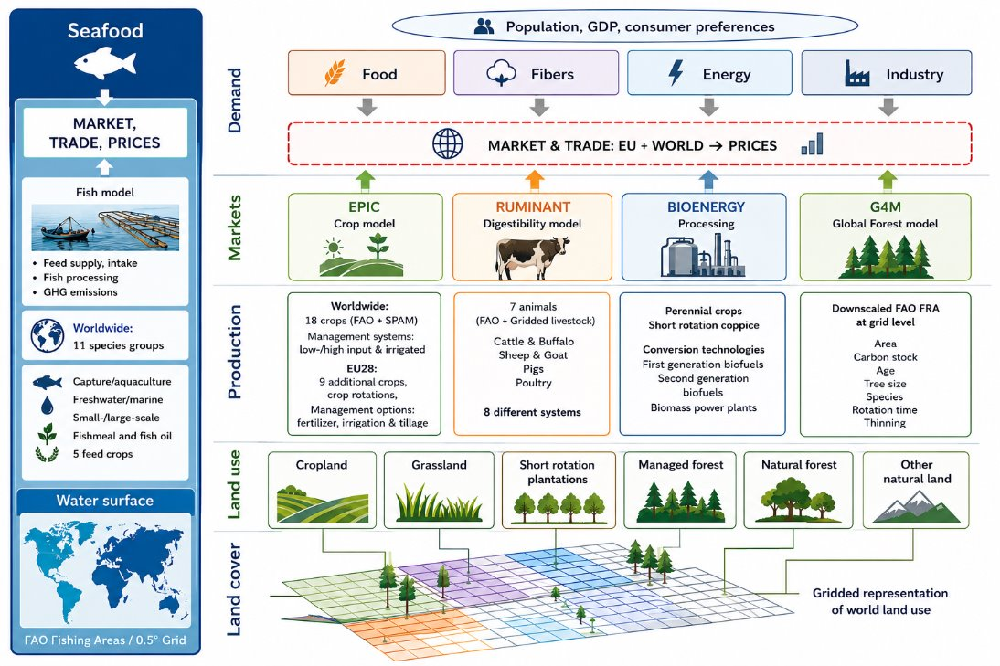 Seafood
MARKET,
TRADE, PRICES
Fish model
• Feed supply, intake
• Fish processing
• GHG emissions
Worldwide:
11 species groups
Capture/aquaculture
Freshwater/marine
Small-/large-scale
Fishmeal and fish oil
5 feed crops
Water surface
FAO Fishing Areas / 0.5° Grid
Population, GDP, consumer preferences
Demand
Food
Fibers
Energy
Industry
MARKET & TRADE: EU + WORLD → PRICES
Markets
EPIC
Crop model
RUMINANT
Digestibility model
BIOENERGY
Processing
G4M
Global Forest model
Production
Worldwide:
18 crops (FAO + SPAM)
Management systems:
low-/high input & irrigated
EU28:
9 additional crops,
crop rotations,
Management options:
fertilizer, irrigation & tillage
7 animals
(FAO + Gridded livestock)
Cattle & Buffalo
Sheep & Goat
Pigs
Poultry
8 different systems
Perennial crops
Short rotation coppice
Conversion technologies
First generation biofuels
Second generation
biofuels
Biomass power plants
Downscaled FAO FRA
at grid level
Area
Carbon stock
Age
Tree size
Species
Rotation time
Thinning
Land use
Cropland
Grassland
Short rotation
plantations
Managed forest
Natural forest
Other
natural land
Land cover
Gridded representation
of world land use